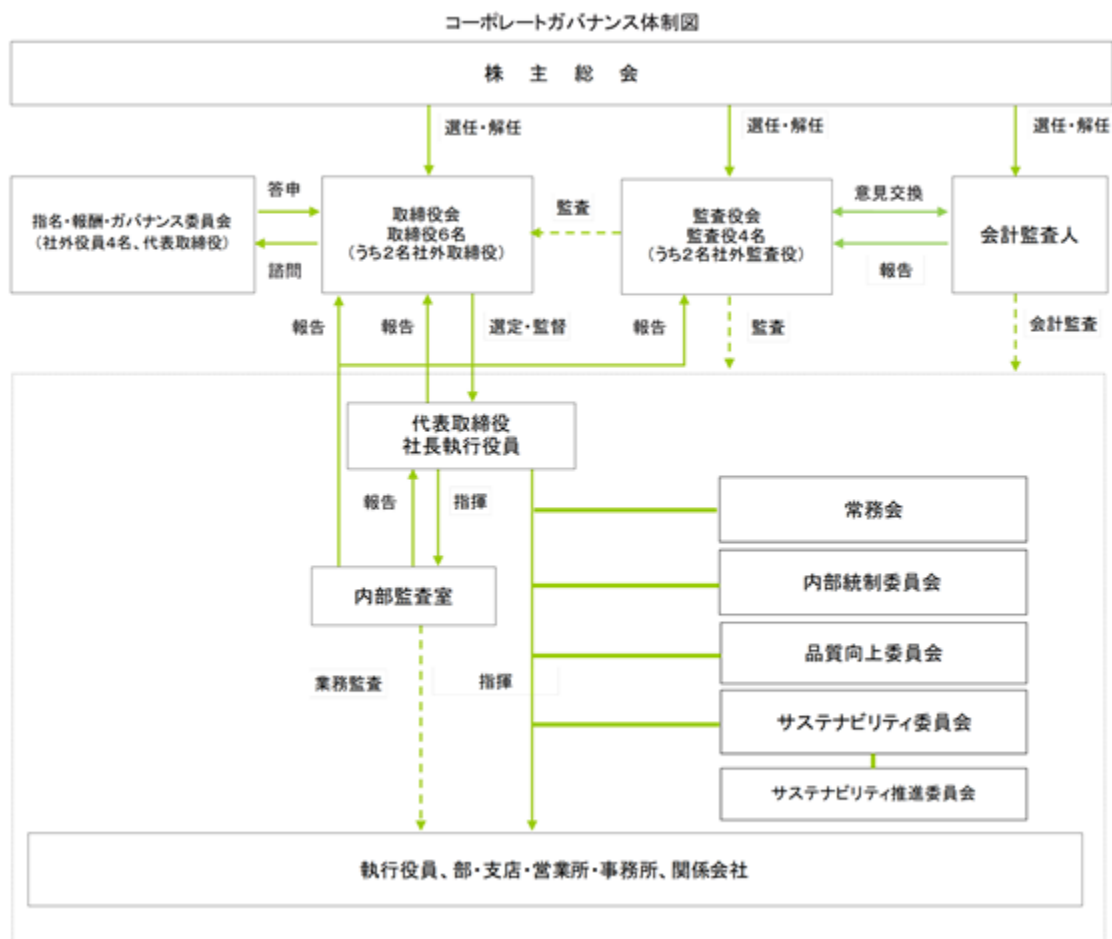 コーポレートガバナンス体制図
株 主 総 会
選任・解任
選任・解任
選任・解任
指名・報酬・ガバナンス委員会
(社外役員4名、代表取締役)
答申
諮問
取締役会
取締役6名
(うち2名社外取締役)
監査
監査役会
監査役4名
(うち2名社外監査役)
意見交換
報告
会計監査人
報告
報告
選定・監督
報告
監査
会計監査
代表取締役
社長執行役員
報告
指揮
常務会
内部監査室
内部統制委員会
品質向上委員会
業務監査
指揮
サステナビリティ委員会
サステナビリティ推進委員会
執行役員、部・支店・営業所・事務所、関係会社